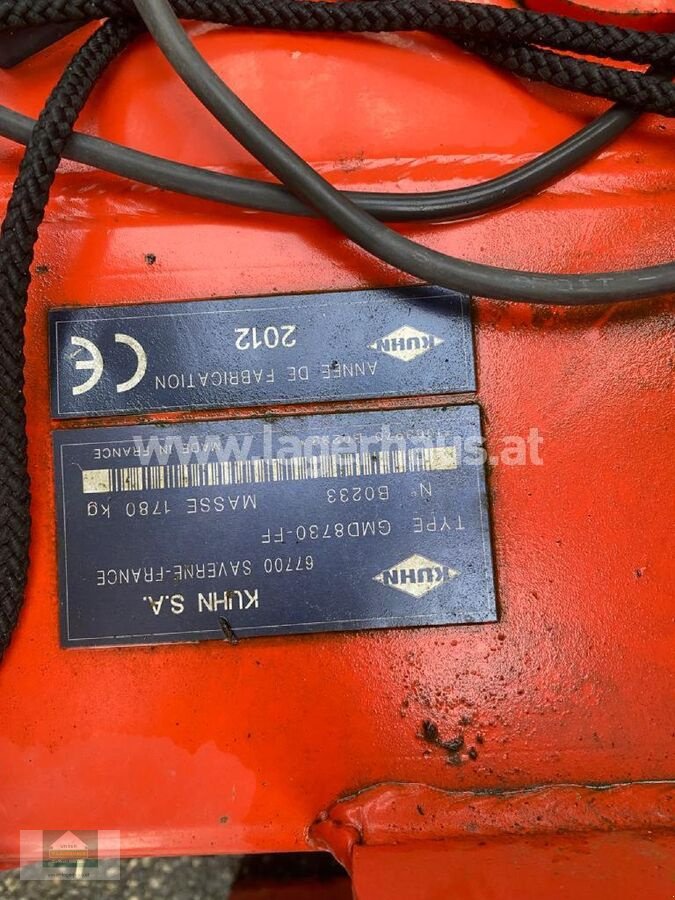 KUHN S.A.
67700 SAVERNE-FRANCE
KUHN
TYPE GMD8730-FF
N° B0233 MASSE 1780 kg
MADE IN FRANCE
ANNÉE DE FABRICATION
2012
KUHN
CE
www.lagerhaus.at